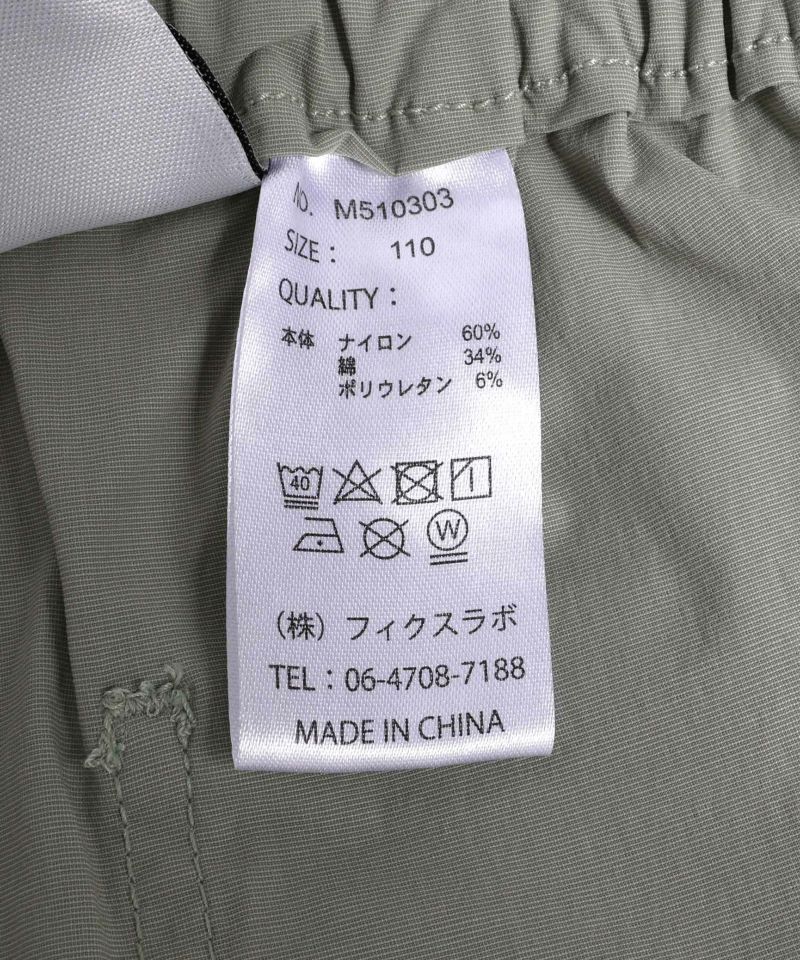 NO. M510303
SIZE : 110
QUALITY :
本体 ナイロン 60%
綿 34%
ポリウレタン 6%
40
W
（株）フィクスラボ
TEL : 06-4708-7188
MADE IN CHINA